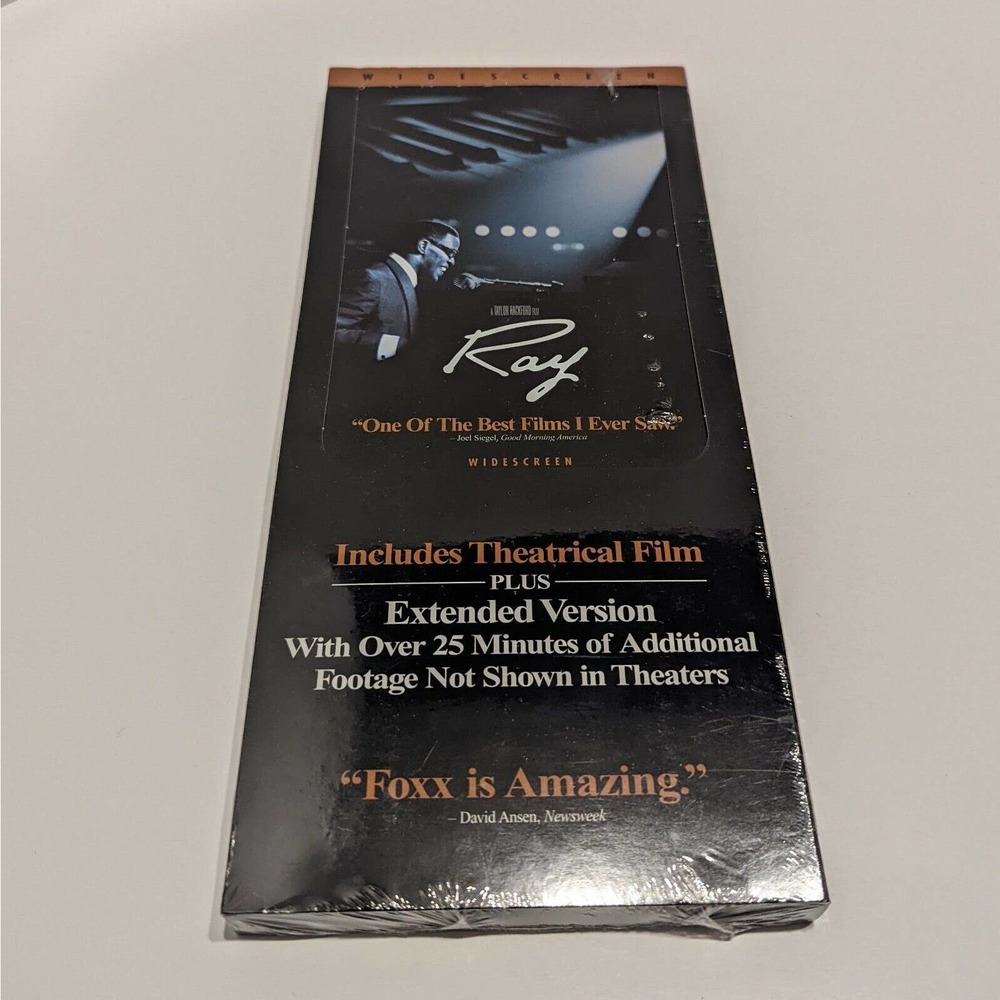 WIDESCREEN
A TAYLOR HACKFORD FILM
Ray
“One Of The Best Films I Ever Saw.”
– Joel Siegel, Good Morning America
WIDESCREEN
Includes Theatrical Film
PLUS
Extended Version
With Over 25 Minutes of Additional
Footage Not Shown in Theaters
“Foxx is Amazing.”
– David Ansen, Newsweek